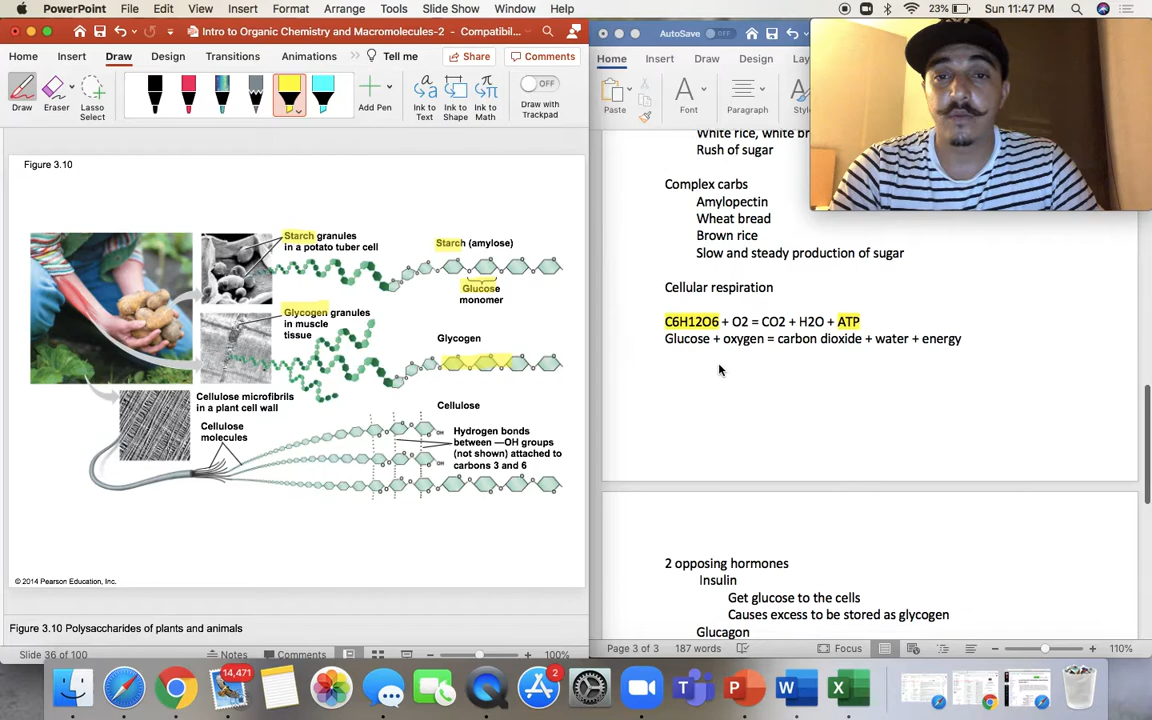 PowerPoint File Edit View Insert Format Arrange Tools Slide Show Window Help
23% Sun 11:47 PM
Intro to Organic Chemistry and Macromolecules-2 - Compatibil...
Home Insert Draw Design Transitions Animations >> Tell me Share Comments
Draw
Eraser
Lasso Select
Add Pen
Ink to Text
Ink to Shape
Ink to Math
OFF
Draw with Trackpad
Figure 3.10
Starch granules
in a potato tuber cell
Starch (amylose)
Glucose
monomer
Glycogen granules
in muscle
tissue
Glycogen
Cellulose microfibrils
in a plant cell wall
Cellulose
Cellulose
molecules
Hydrogen bonds
between —OH groups
(not shown) attached to
carbons 3 and 6
OH
OH
© 2014 Pearson Education, Inc.
Figure 3.10 Polysaccharides of plants and animals
Slide 36 of 100 Notes Comments 100%
AutoSave OFF
Home Insert Draw Design
Paste Font Paragraph
White rice, white
Rush of sugar
Complex carbs
Amylopectin
Wheat bread
Brown rice
Slow and steady production of sugar
Cellular respiration
C6H12O6 + O2 = CO2 + H2O + ATP
Glucose + oxygen = carbon dioxide + water + energy
2 opposing hormones
Insulin
Get glucose to the cells
Causes excess to be stored as glycogen
Glucagon
Page 3 of 3 187 words Focus 110%
14,471
2